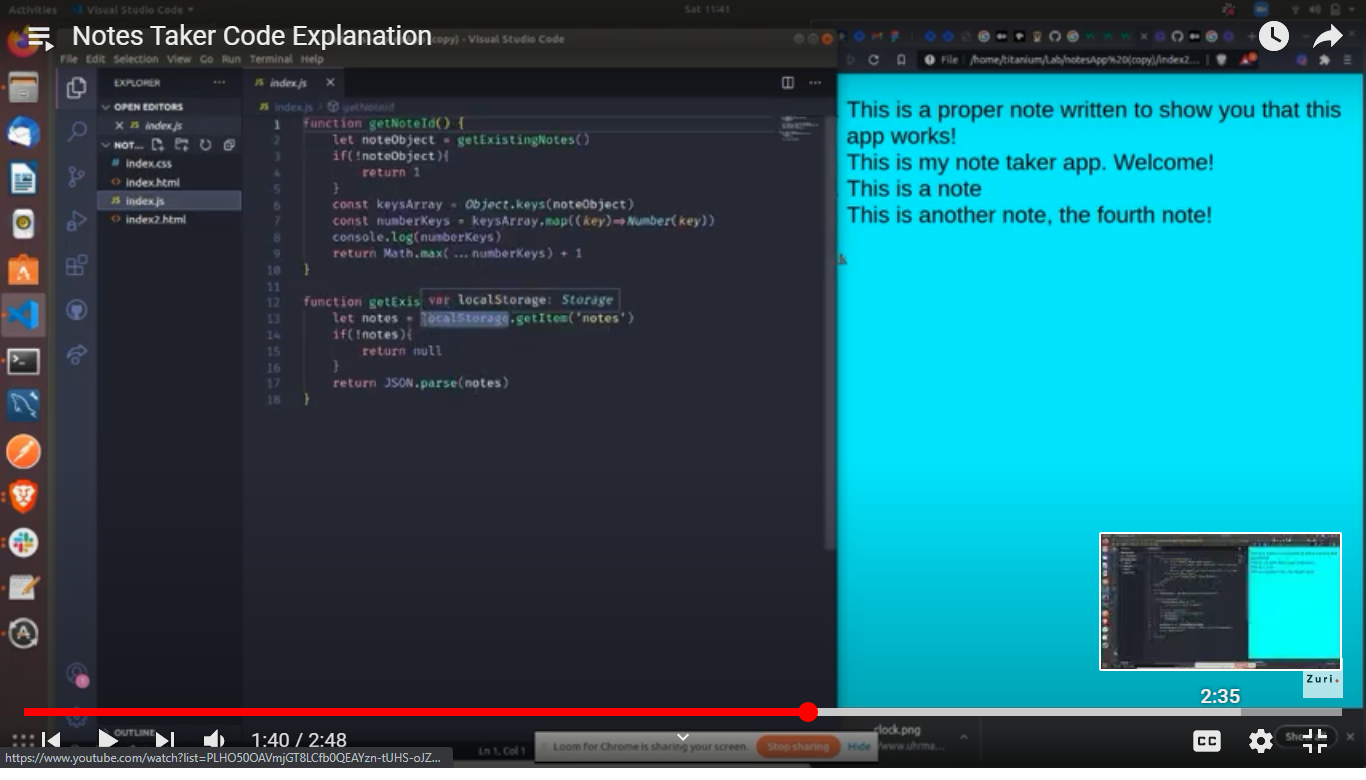 Activities
Visual Studio Code
Sat 11:41
Notes Taker Code Explanation
(copy) - Visual Studio Code
File Edit Selection View Go Run Terminal Help
EXPLORER
OPEN EDITORS
index.js
NOT...
index.css
index.html
index.js
index2.html
OUTLINE
index.js
index.js > getNoteId
1 function getNoteId() {
2 let noteObject = getExistingNotes()
3 if(!noteObject){
4 return 1
5 }
6 const keysArray = Object.keys(noteObject)
7 const numberKeys = keysArray.map((key)=>Number(key))
8 console.log(numberKeys)
9 return Math.max(...numberKeys) + 1
10 }
11
12 function getExis
var localStorage: Storage
13 let notes = localStorage.getItem('notes')
14 if(!notes){
15 return null
16 }
17 return JSON.parse(notes)
18 }
File /home/titanium/Lab/notesApp%20(copy)/index2...
This is a proper note written to show you that this
app works!
This is my note taker app. Welcome!
This is a note
This is another note, the fourth note!
Zuri.
2:35
1:40 / 2:48
Ln 1, Col 1
Loom for Chrome is sharing your screen.
Stop sharing
Hide
clock.png
CC
https://www.youtube.com/watch?list=PLHO50OAVmjGT8LCfb0QEAYzn-tUHS-oJZ...